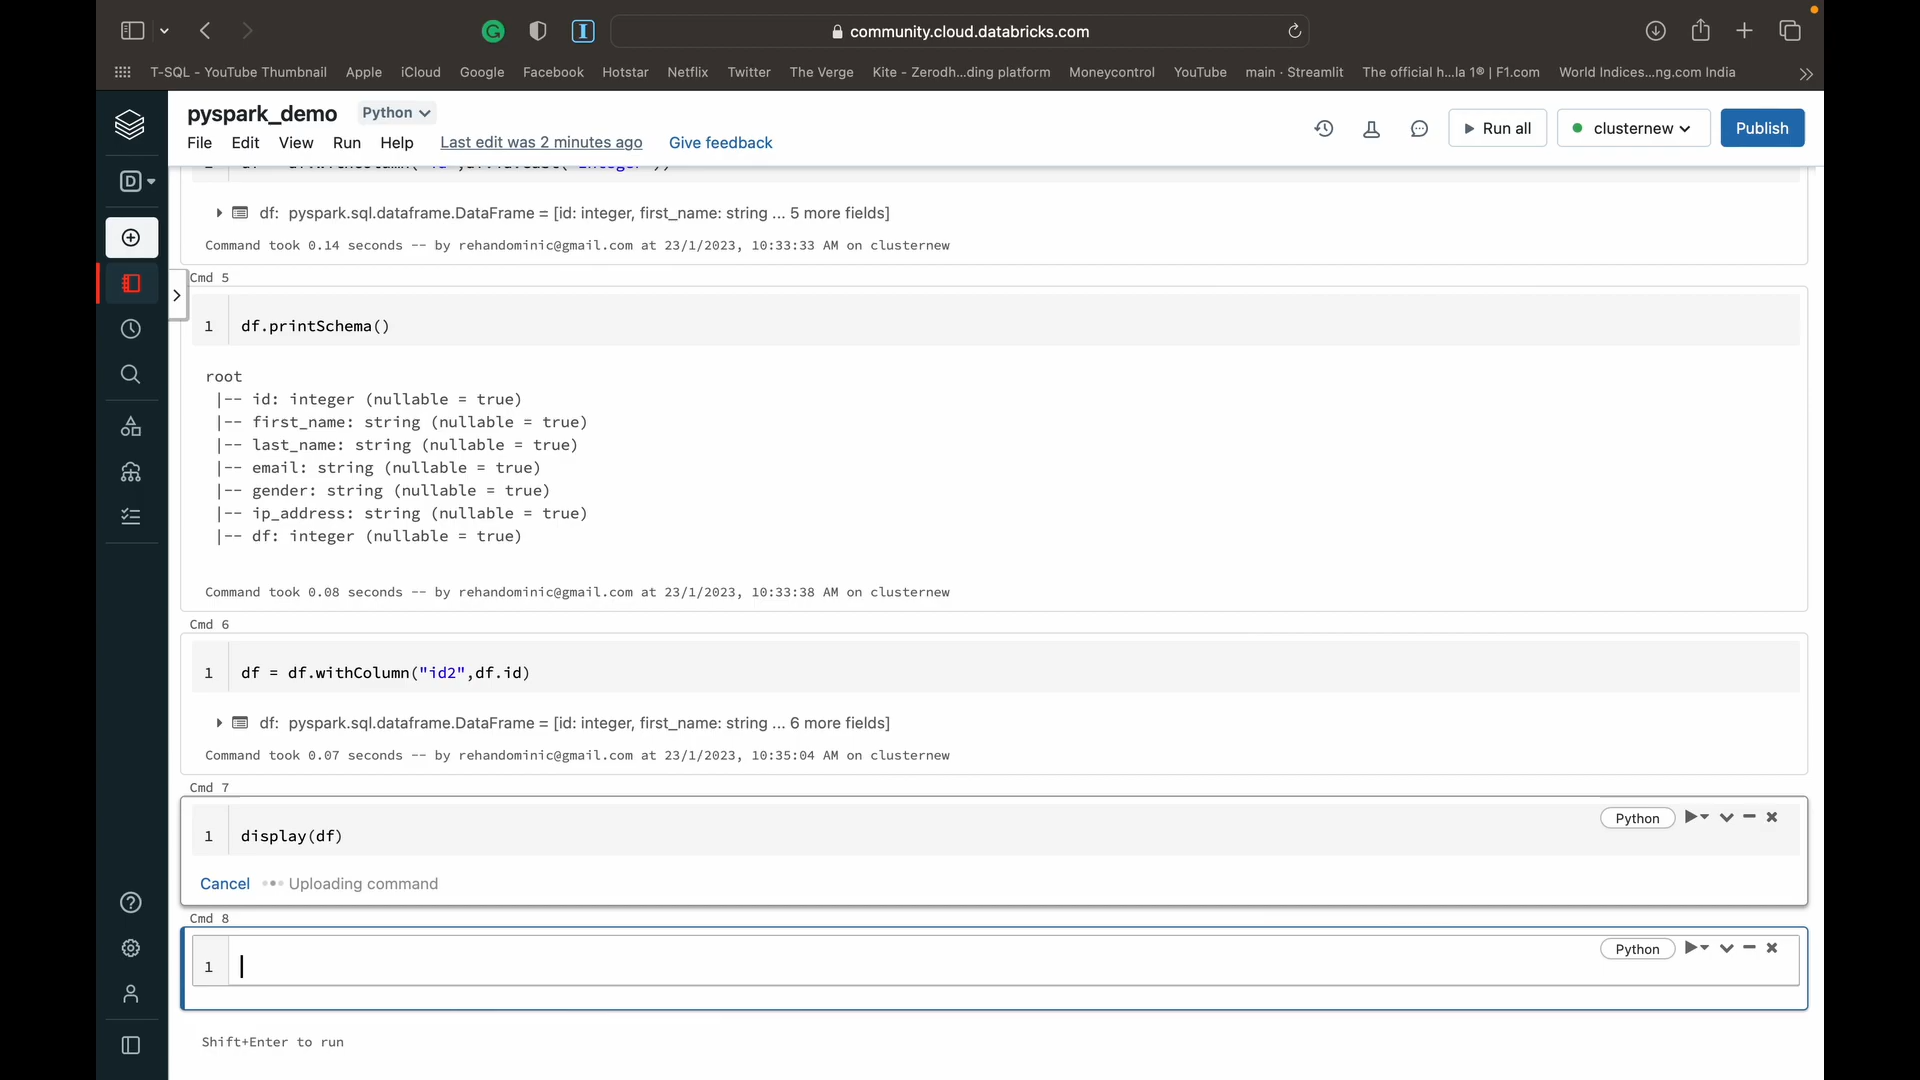 community.cloud.databricks.com
T-SQL - YouTube Thumbnail Apple iCloud Google Facebook Hotstar Netflix Twitter The Verge Kite - Zerodh...ding platform Moneycontrol YouTube main · Streamlit The official h...la 1® | F1.com World Indices...ng.com India
pyspark_demo Python
File Edit View Run Help Last edit was 2 minutes ago Give feedback
Run all clusternew Publish
D
df: pyspark.sql.dataframe.DataFrame = [id: integer, first_name: string ... 5 more fields]
Command took 0.14 seconds -- by rehandominic@gmail.com at 23/1/2023, 10:33:33 AM on clusternew
Cmd 5
1 df.printSchema()
root
|-- id: integer (nullable = true)
|-- first_name: string (nullable = true)
|-- last_name: string (nullable = true)
|-- email: string (nullable = true)
|-- gender: string (nullable = true)
|-- ip_address: string (nullable = true)
|-- df: integer (nullable = true)
Command took 0.08 seconds -- by rehandominic@gmail.com at 23/1/2023, 10:33:38 AM on clusternew
Cmd 6
1 df = df.withColumn("id2",df.id)
df: pyspark.sql.dataframe.DataFrame = [id: integer, first_name: string ... 6 more fields]
Command took 0.07 seconds -- by rehandominic@gmail.com at 23/1/2023, 10:35:04 AM on clusternew
Cmd 7
Python
1 display(df)
Cancel Uploading command
Cmd 8
Python
1
Shift+Enter to run